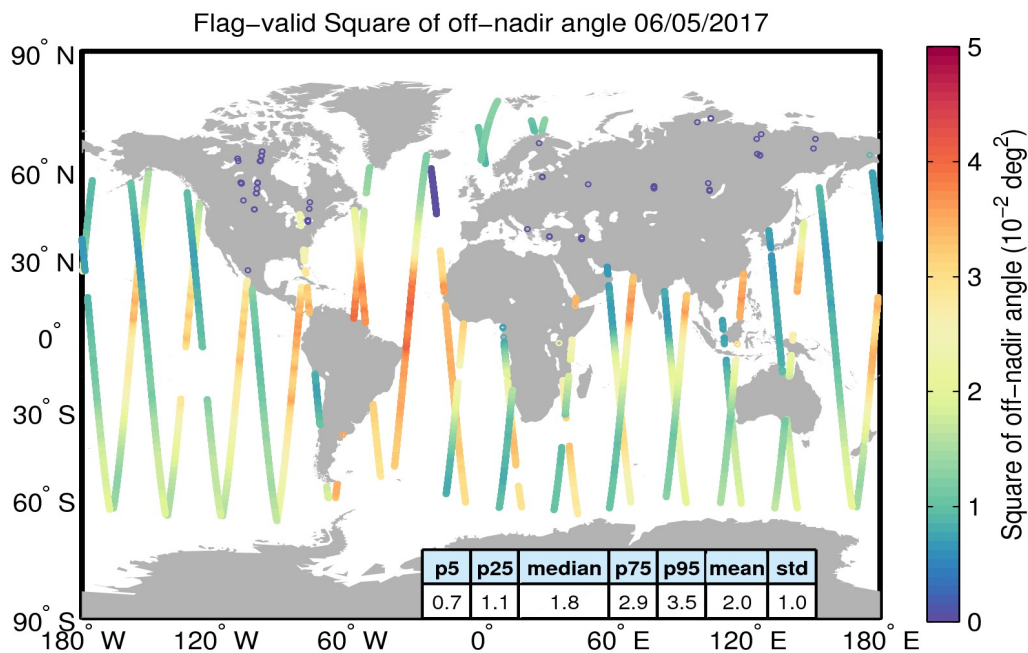 Flag−valid Square of off−nadir angle 06/05/2017
90° N
60° N
30° N
0°
30° S
60° S
90° S
180° W
120° W
60° W
0°
60° E
120° E
180° E
p5 p25 median p75 p95 mean std
0.7 1.1 1.8 2.9 3.5 2.0 1.0
5
4
3
2
1
0
Square of off−nadir angle (10⁻² deg²)